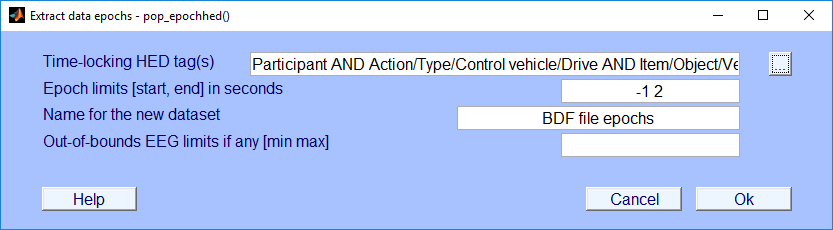 Extract data epochs - pop_epochhed()
Time-locking HED tag(s) Participant AND Action/Type/Control vehicle/Drive AND Item/Object/Ve
Epoch limits [start, end] in seconds -1 2
Name for the new dataset BDF file epochs
Out-of-bounds EEG limits if any [min max]
Help Cancel Ok